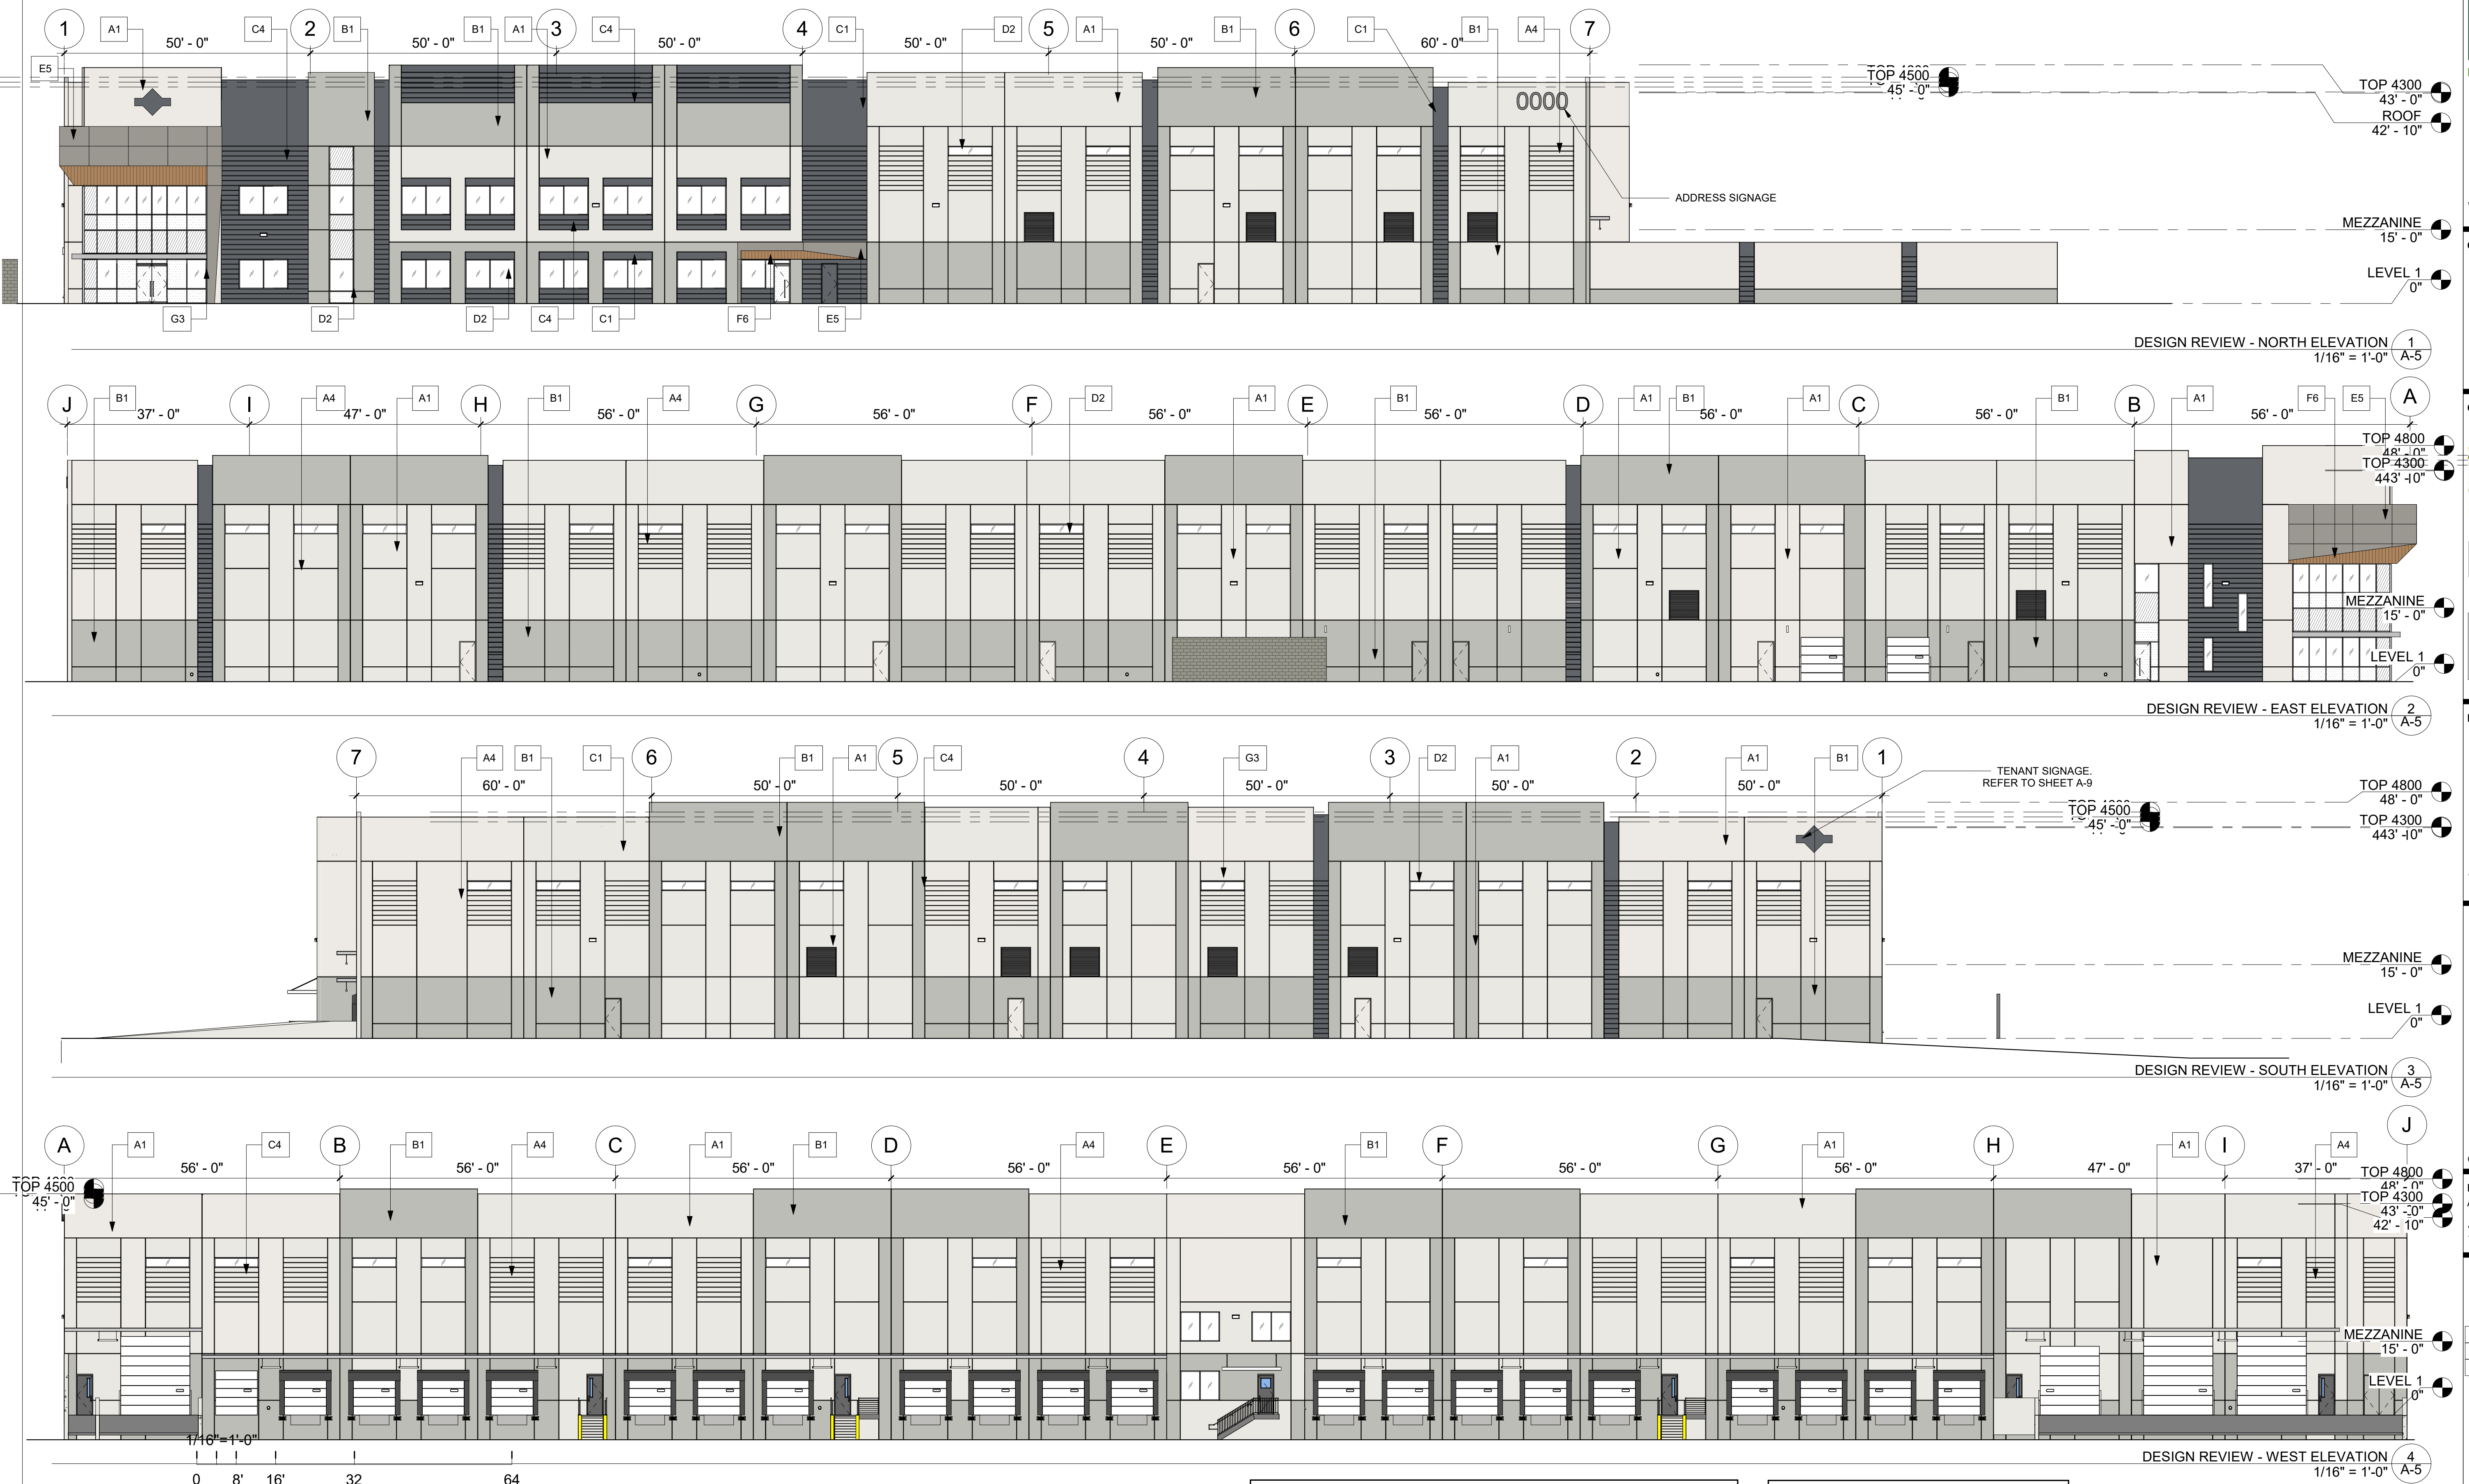 1 A1 C4 2 B1 B1 A1 3 C4 4 C1 D2 5 A1 B1 6 C1 B1 A4 7
50' - 0" 50' - 0" 50' - 0" 50' - 0" 50' - 0" 60' - 0"
E5
TOP 4500
45' - 0"
TOP 4300
43' - 0"
ROOF
42' - 10"
0000
ADDRESS SIGNAGE
MEZZANINE
15' - 0"
LEVEL 1
0"
G3 D2 D2 C4 C1 F6 E5
DESIGN REVIEW - NORTH ELEVATION 1
1/16" = 1'-0" A-5
J B1 I A4 A1 H B1 A4 G F D2 A1 E B1 D A1 B1 A1 C B1 B A1 F6 E5 A
37' - 0" 47' - 0" 56' - 0" 56' - 0" 56' - 0" 56' - 0" 56' - 0" 56' - 0" 56' - 0"
TOP 4800
48' - 0"
TOP 4300
MEZZANINE
15' - 0"
LEVEL 1
0"
DESIGN REVIEW - EAST ELEVATION 2
1/16" = 1'-0" A-5
7 A4 B1 C1 6 B1 A1 5 C4 4 G3 3 D2 A1 2 A1 B1 1
60' - 0" 50' - 0" 50' - 0" 50' - 0" 50' - 0" 50' - 0"
TENANT SIGNAGE.
REFER TO SHEET A-9
TOP 4800
48' - 0"
TOP 4500
45' - 0"
TOP 4300
MEZZANINE
15' - 0"
LEVEL 1
0"
DESIGN REVIEW - SOUTH ELEVATION 3
1/16" = 1'-0" A-5
A A1 C4 B B1 A4 C A1 B1 D A4 E B1 F G A1 H A1 I A4 J
56' - 0" 56' - 0" 56' - 0" 56' - 0" 56' - 0" 56' - 0" 56' - 0" 47' - 0" 37' - 0"
TOP 4500
45' - 0"
TOP 4800
48' - 0"
TOP 4300
43' - 0"
42' - 10"
MEZZANINE
15' - 0"
LEVEL 1
0"
1/16"=1'-0"
0 8' 16' 32 64
DESIGN REVIEW - WEST ELEVATION 4
1/16" = 1'-0" A-5